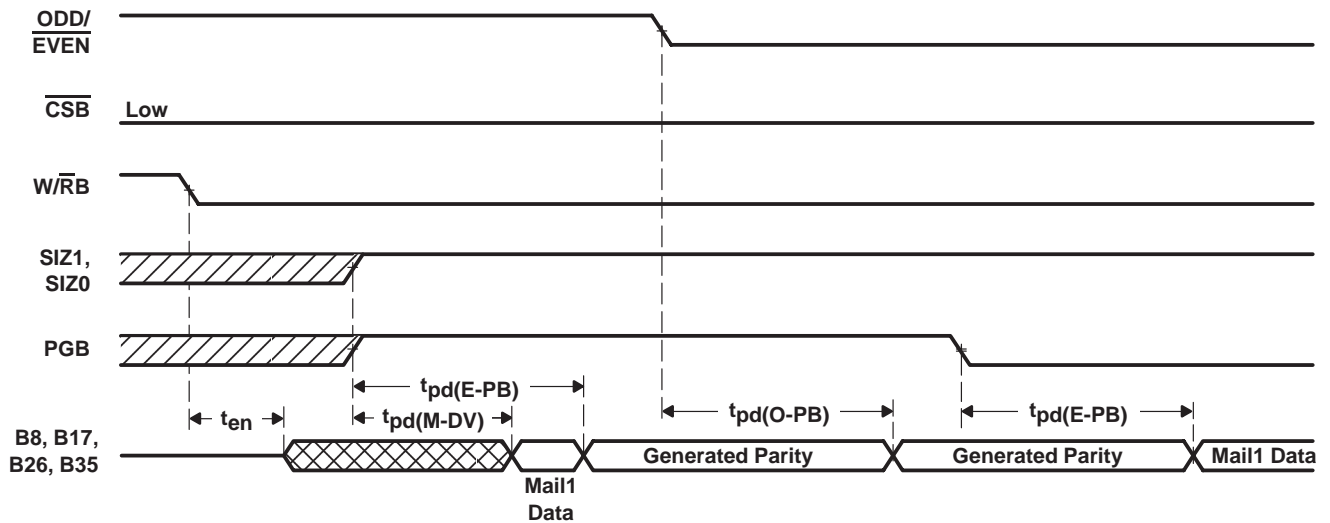 ODD/
EVEN
CSB
Low
W/RB
SIZ1,
SIZ0
PGB
tpd(E-PB)
ten
tpd(M-DV)
tpd(O-PB)
tpd(E-PB)
B8, B17,
B26, B35
Generated Parity
Generated Parity
Mail1 Data
Mail1
Data